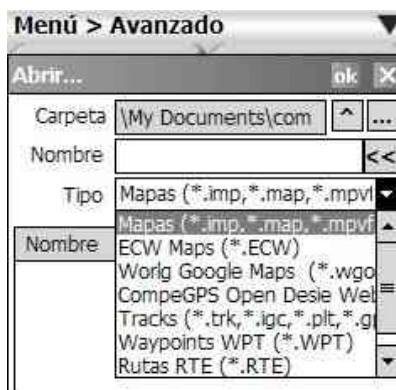 Menú > Avanzado
Abrir... ok
Carpeta \My Documents\com ^ ...
Nombre <<
Tipo Mapas (*.imp,*.map,*.mpvf
Mapas (*.imp,*.map,*.mpvf
Nombre
ECW Maps (*.ECW)
Worlg Google Maps (*.wgo
CompeGPS Open Desie Web
Tracks (*.trk,*.igc,*.plt,*.g
Waypoints WPT (*.WPT)
Rutas RTE (*.RTE)